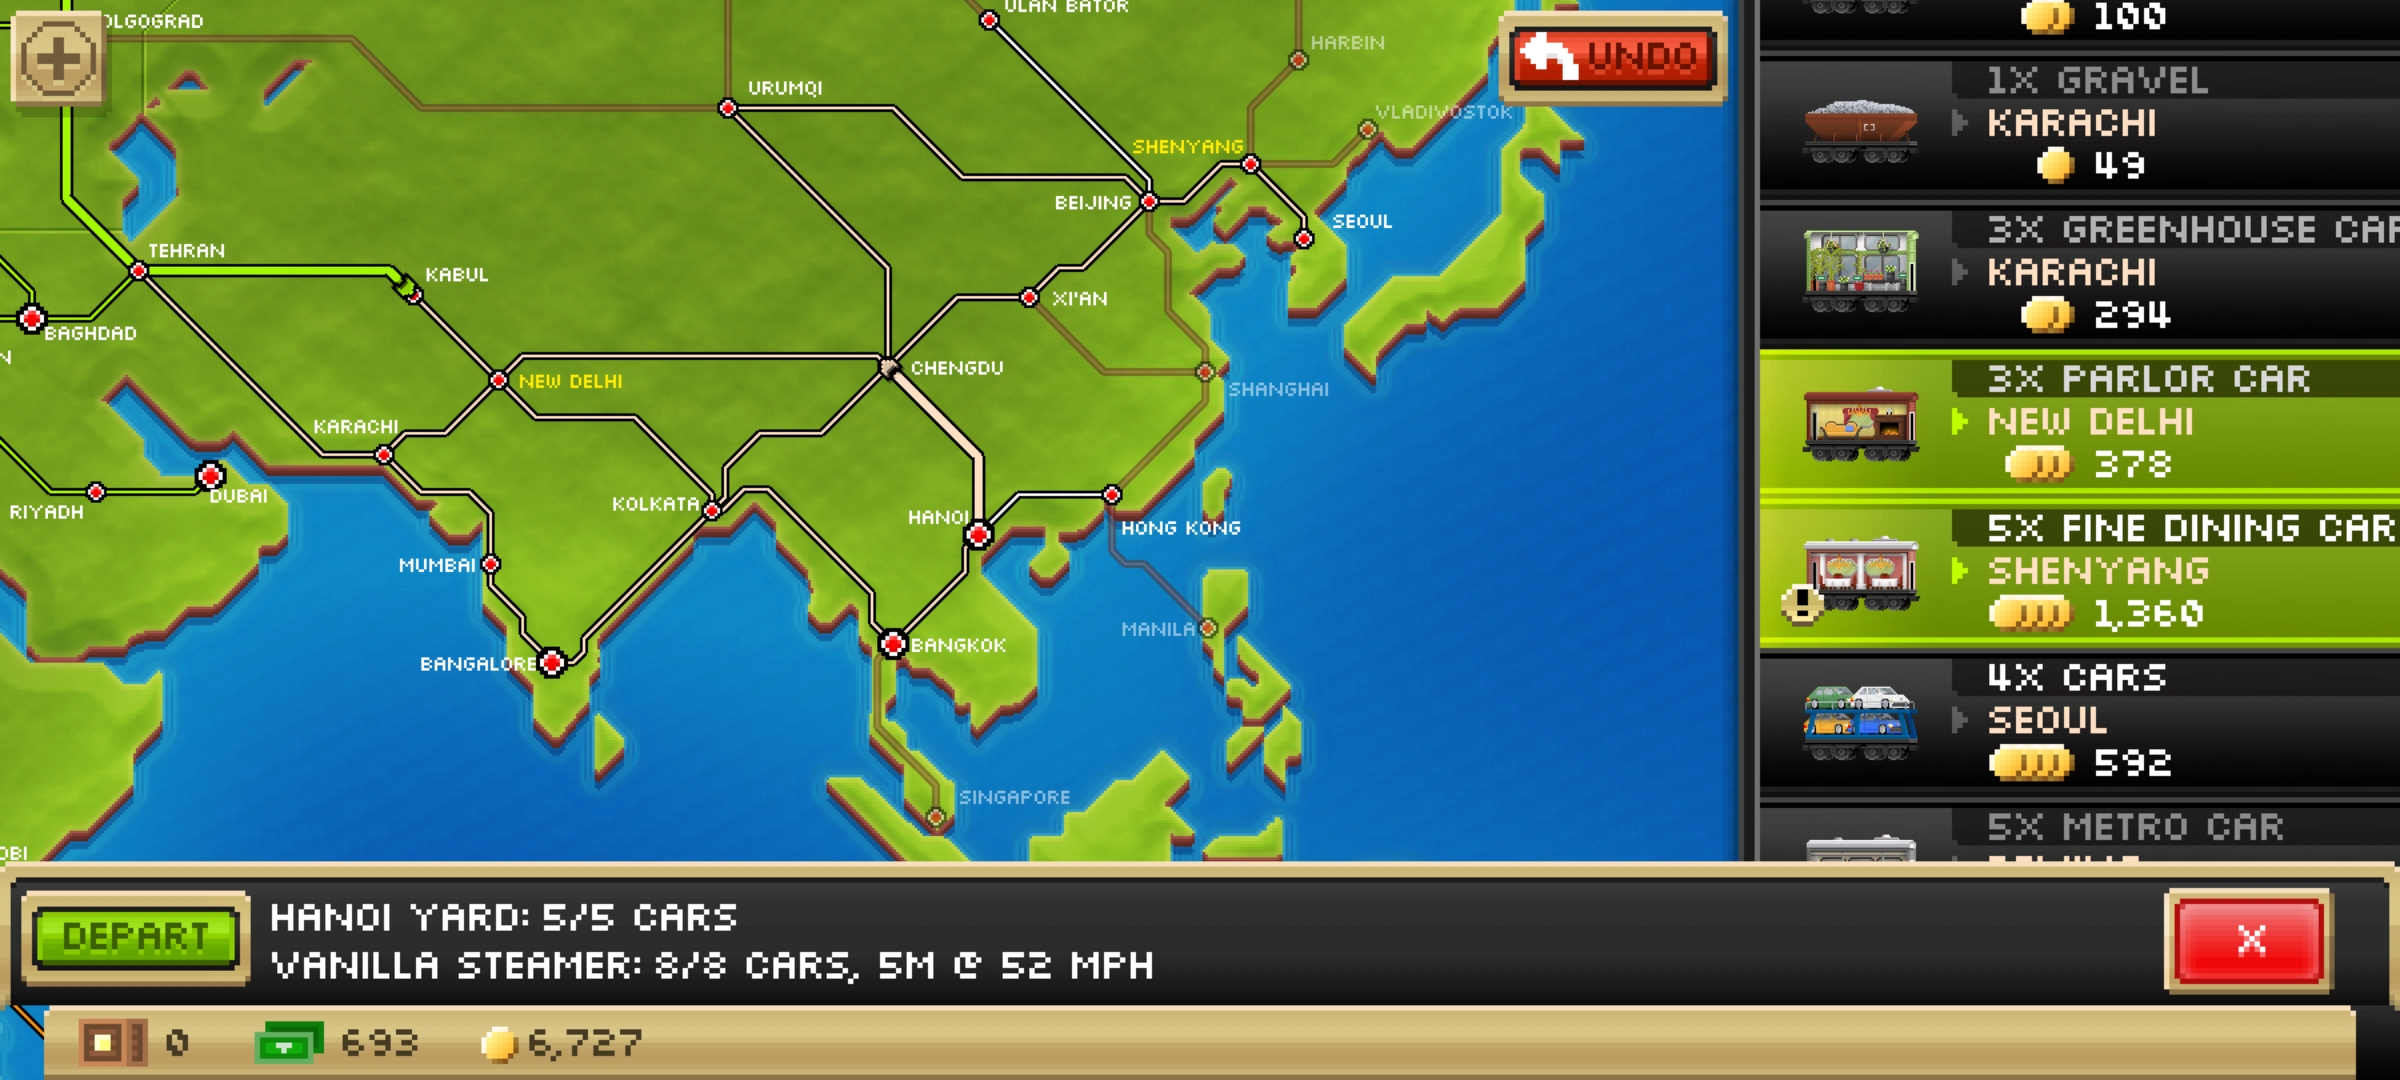 OLGOGRAD
ULAN BATOR
HARBIN
UNDO
URUMQI
VLADIVOSTOK
SHENYANG
BEIJING
SEOUL
TEHRAN
KABUL
XI'AN
BAGHDAD
N
CHENGDU
NEW DELHI
SHANGHAI
KARACHI
KOLKATA
DUBAI
RIYADH
HANOI
HONG KONG
MUMBAI
MANILA
BANGALORE
BANGKOK
SINGAPORE
OBI
100
1X GRAVEL
KARACHI
49
3X GREENHOUSE CAR
KARACHI
294
3X PARLOR CAR
NEW DELHI
378
5X FINE DINING CAR
SHENYANG
1,360
4X CARS
SEOUL
592
5X METRO CAR
DEPART
HANOI YARD: 5/5 CARS
VANILLA STEAMER: 8/8 CARS, 5M @ 52 MPH
X
0
693
6,727